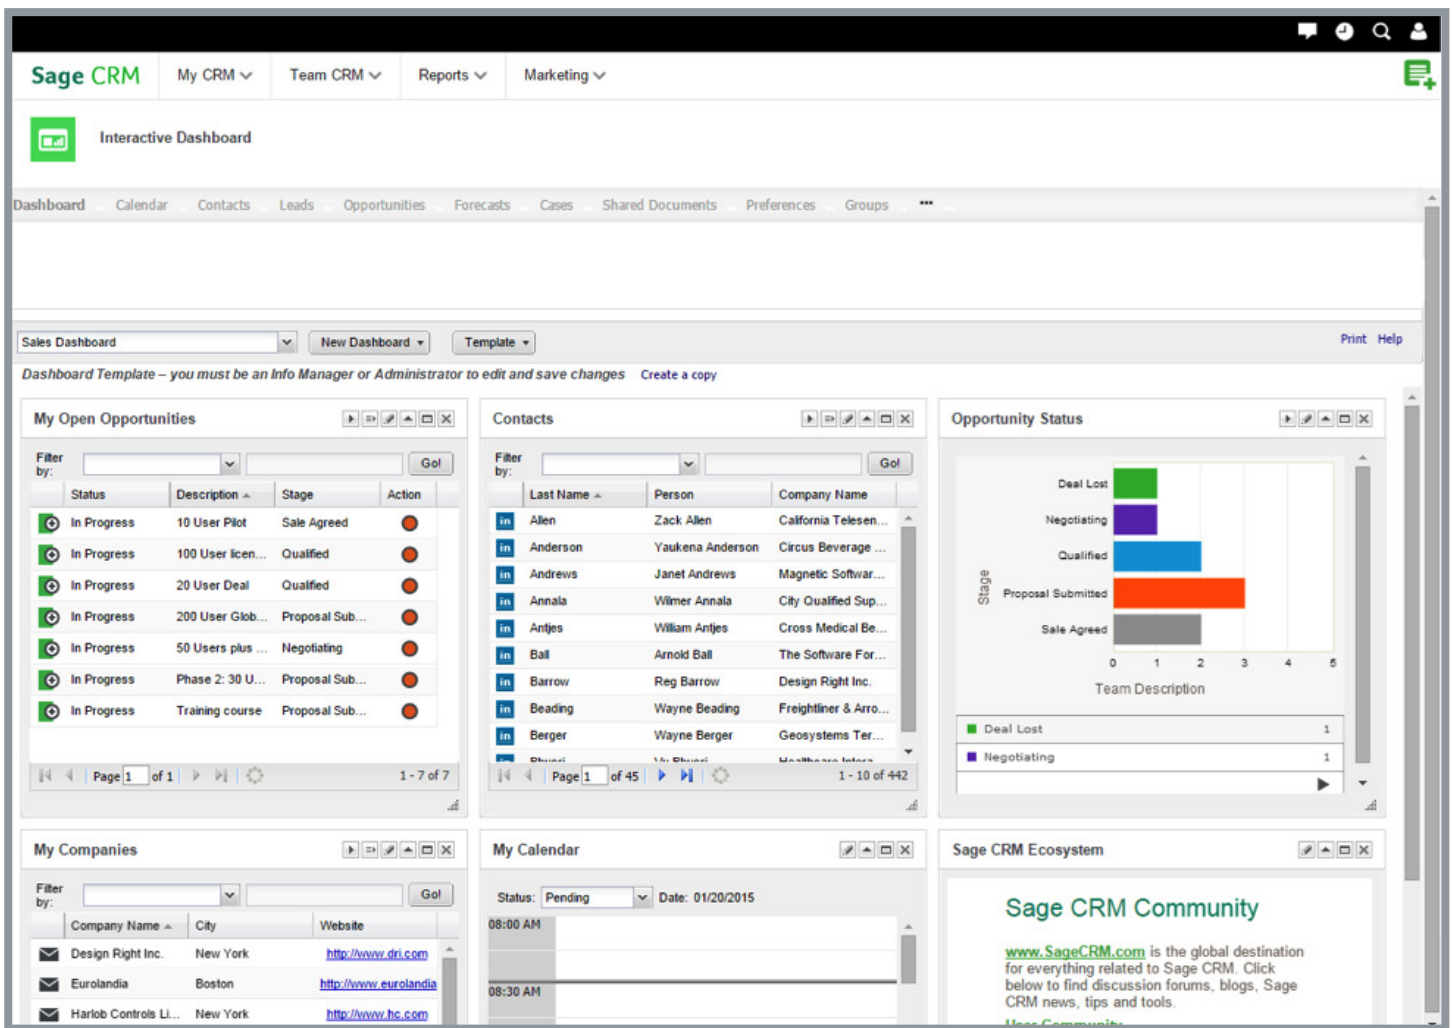 Sage CRM My CRM Team CRM Reports Marketing
Interactive Dashboard
Dashboard Calendar Contacts Leads Opportunities Forecasts Cases Shared Documents Preferences Groups ...
Sales Dashboard New Dashboard Template Print Help
Dashboard Template – you must be an Info Manager or Administrator to edit and save changes Create a copy
My Open Opportunities
Filter by: Go!
Status Description Stage Action
In Progress 10 User Pilot Sale Agreed
In Progress 100 User licen... Qualified
In Progress 20 User Deal Qualified
In Progress 200 User Glob... Proposal Sub...
In Progress 50 Users plus ... Negotiating
In Progress Phase 2: 30 U... Proposal Sub...
In Progress Training course Proposal Sub...
Page 1 of 1 1 - 7 of 7
Contacts
Filter by: Go!
Last Name Person Company Name
in Allen Zack Allen California Telesen...
in Anderson Yaukena Anderson Circus Beverage ...
in Andrews Janet Andrews Magnetic Softwar...
in Annala Wilmer Annala City Qualified Sup...
in Antjes William Antjes Cross Medical Be...
in Ball Arnold Ball The Software For...
in Barrow Reg Barrow Design Right Inc.
in Beading Wayne Beading Freightliner & Arro...
in Berger Wayne Berger Geosystems Ter...
Page 1 of 45 1 - 10 of 442
Opportunity Status
Stage
Deal Lost
Negotiating
Qualified
Proposal Submitted
Sale Agreed
0 1 2 3 4 5
Team Description
Deal Lost 1
Negotiating 1
My Companies
Filter by: Go!
Company Name City Website
Design Right Inc. New York http://www.dri.com
Eurolandia Boston http://www.eurolandia
Harlob Controls Li... New York http://www.hc.com
My Calendar
Status: Pending Date: 01/20/2015
08:00 AM
08:30 AM
Sage CRM Ecosystem
Sage CRM Community
www.SageCRM.com is the global destination
for everything related to Sage CRM. Click
below to find discussion forums, blogs, Sage
CRM news, tips and tools.
User Community